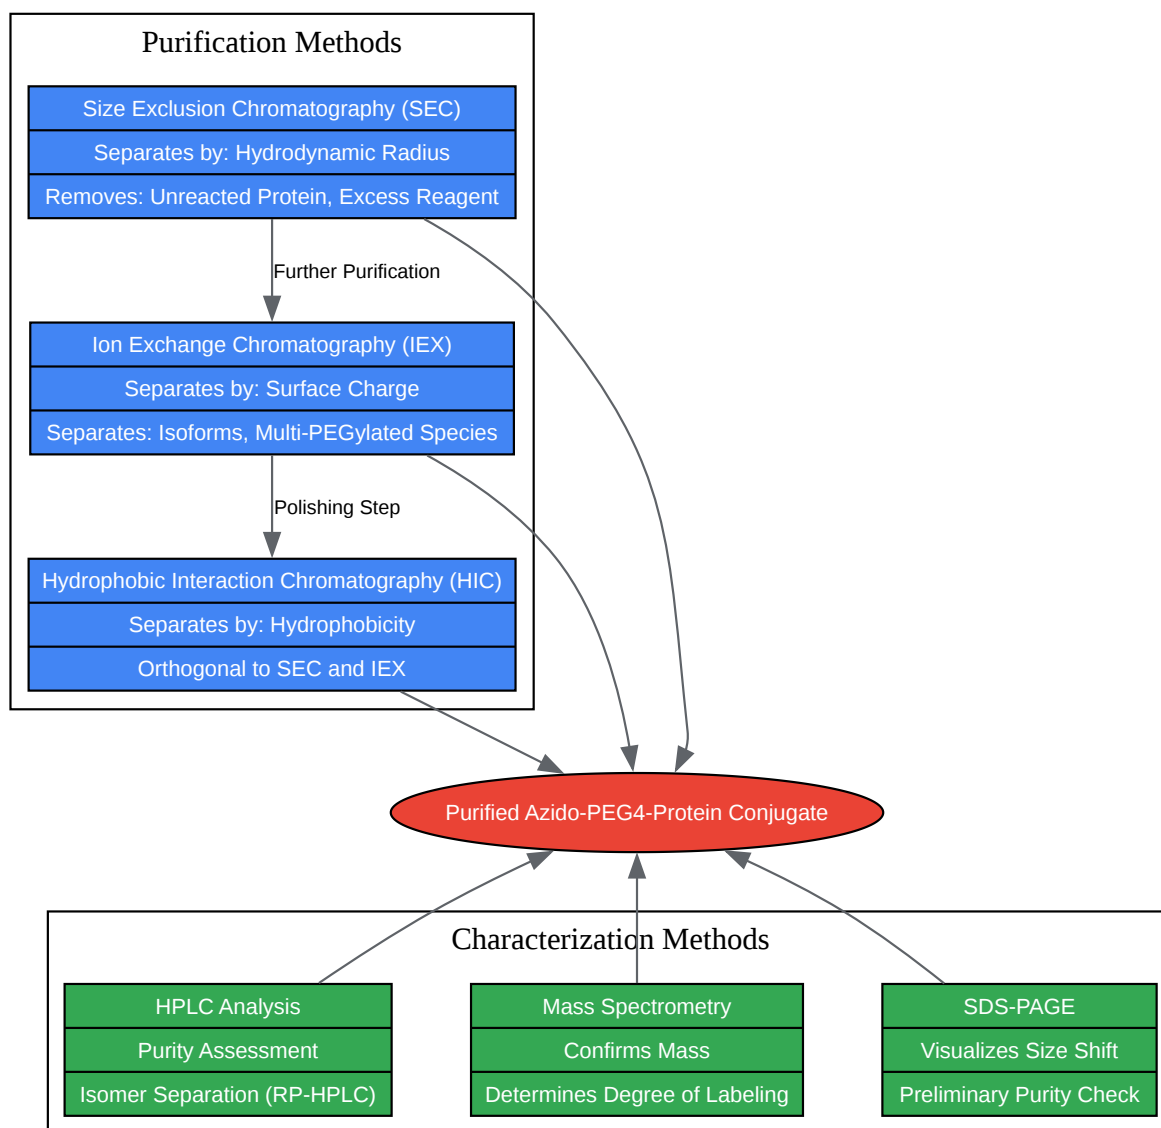 Purification Methods
Size Exclusion Chromatography (SEC)
Separates by: Hydrodynamic Radius
Removes: Unreacted Protein, Excess Reagent
Further Purification
Ion Exchange Chromatography (IEX)
Separates by: Surface Charge
Separates: Isoforms, Multi-PEGylated Species
Polishing Step
Hydrophobic Interaction Chromatography (HIC)
Separates by: Hydrophobicity
Orthogonal to SEC and IEX
Purified Azido-PEG4-Protein Conjugate
Characterization Methods
HPLC Analysis
Purity Assessment
Isomer Separation (RP-HPLC)
Mass Spectrometry
Confirms Mass
Determines Degree of Labeling
SDS-PAGE
Visualizes Size Shift
Preliminary Purity Check